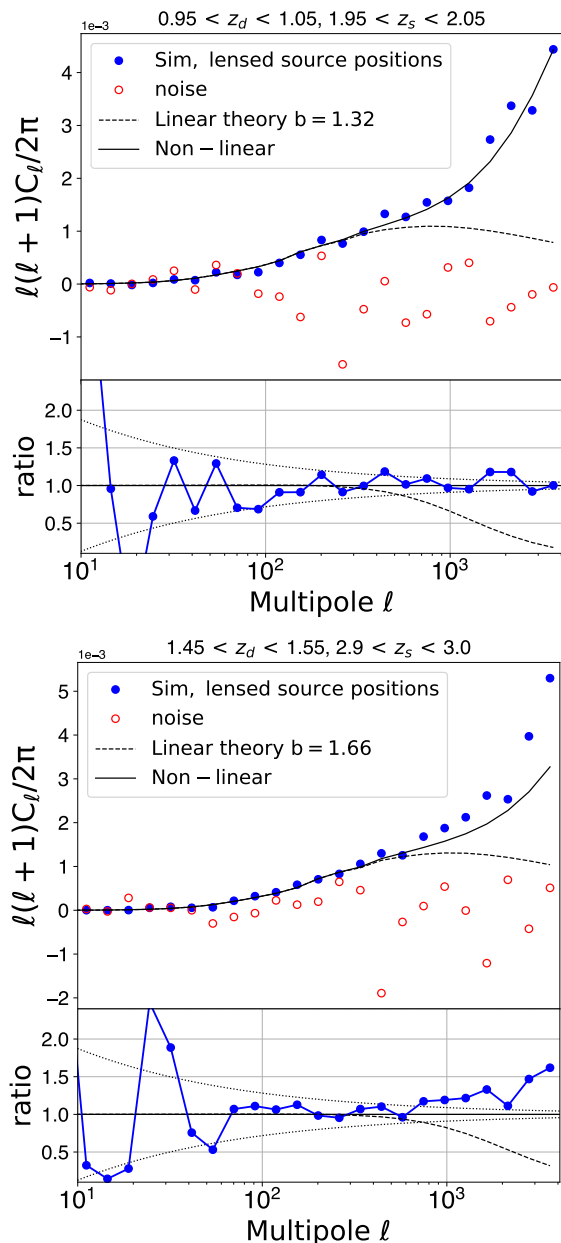 0.95 < z_d < 1.05, 1.95 < z_s < 2.05
1e−3
Sim, lensed source positions
noise
Linear theory b = 1.32
Non − linear
ℓ(ℓ + 1)C_ℓ/2π
4
3
2
1
0
−1
ratio
2.0
1.5
1.0
0.5
10^1
10^2
10^3
Multipole ℓ
1.45 < z_d < 1.55, 2.9 < z_s < 3.0
1e−3
Sim, lensed source positions
noise
Linear theory b = 1.66
Non − linear
ℓ(ℓ + 1)C_ℓ/2π
5
4
3
2
1
0
−1
−2
ratio
2.0
1.5
1.0
0.5
10^1
10^2
10^3
Multipole ℓ